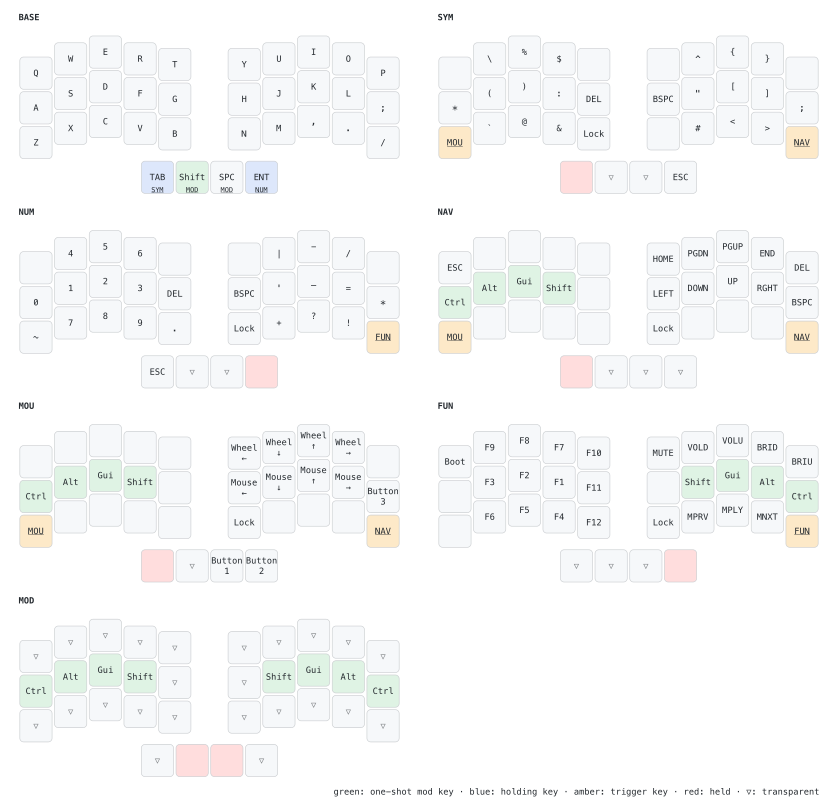 BASE
Q W E R T Y U I O P
A S D F G H J K L ;
Z X C V B N M , . /
TAB SYM Shift MOD SPC MOD ENT NUM
SYM
\ % $ ^ { }
* ( ) : DEL BSPC " [ ] ;
MOU ` @ & Lock # < > NAV
▽ ▽ ESC
NUM
4 5 6 | − /
0 1 2 3 DEL BSPC ' — = *
~ 7 8 9 . Lock + ? ! FUN
ESC ▽ ▽
NAV
ESC HOME PGDN PGUP END DEL
Ctrl Alt Gui Shift LEFT DOWN UP RGHT BSPC
MOU Lock NAV
▽ ▽ ▽
MOU
Wheel ← Wheel ↓ Wheel ↑ Wheel →
Ctrl Alt Gui Shift Mouse ← Mouse ↓ Mouse ↑ Mouse → Button 3
MOU Lock NAV
▽ Button 1 Button 2
FUN
Boot F9 F8 F7 F10 MUTE VOLD VOLU BRID BRIU
F3 F2 F1 F11 Shift Gui Alt Ctrl
F6 F5 F4 F12 Lock MPRV MPLY MNXT FUN
▽ ▽ ▽
MOD
▽ ▽ ▽ ▽ ▽ ▽ ▽ ▽ ▽ ▽
Ctrl Alt Gui Shift ▽ ▽ Shift Gui Alt Ctrl
▽ ▽ ▽ ▽ ▽ ▽ ▽ ▽ ▽ ▽
▽ ▽
green: one-shot mod key · blue: holding key · amber: trigger key · red: held · ▽: transparent